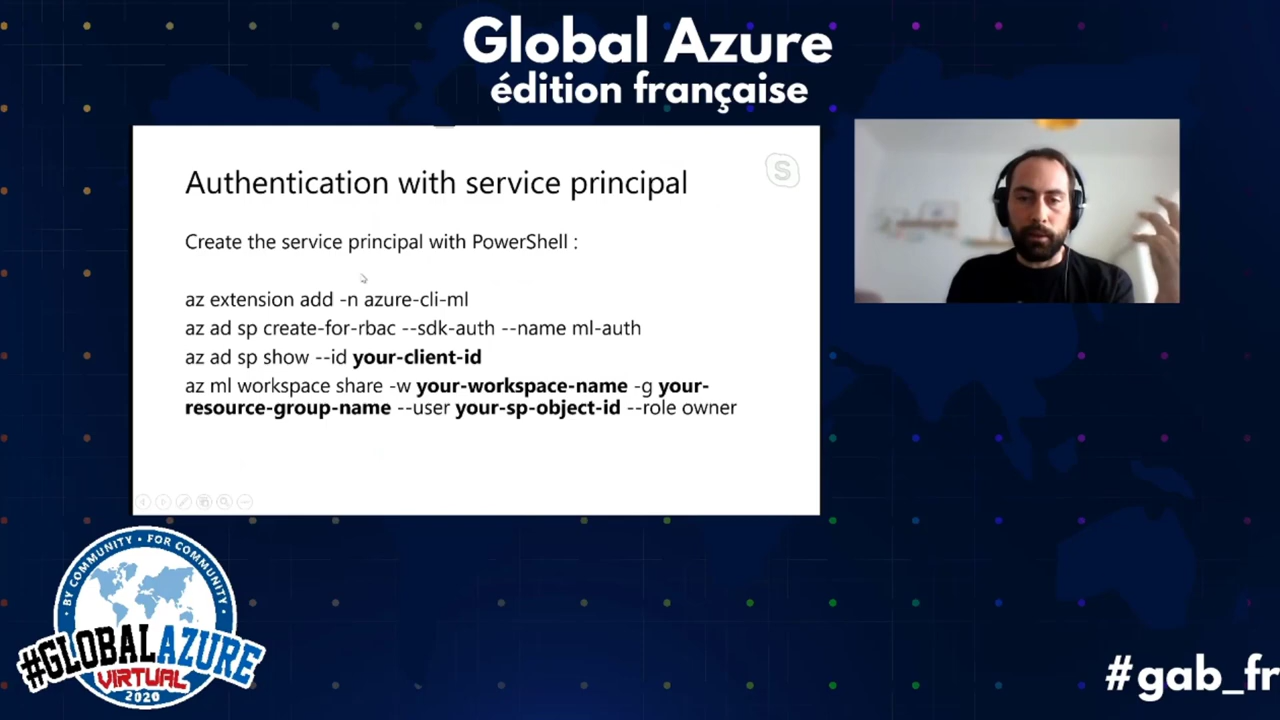 Global Azure
édition française
Authentication with service principal
S
Create the service principal with PowerShell :
az extension add -n azure-cli-ml
az ad sp create-for-rbac --sdk-auth --name ml-auth
az ad sp show --id your-client-id
az ml workspace share -w your-workspace-name -g your-
resource-group-name --user your-sp-object-id --role owner
BY COMMUNITY • FOR COMMUNITY
#GLOBALAZURE
VIRTUAL
2020
#gab_fr